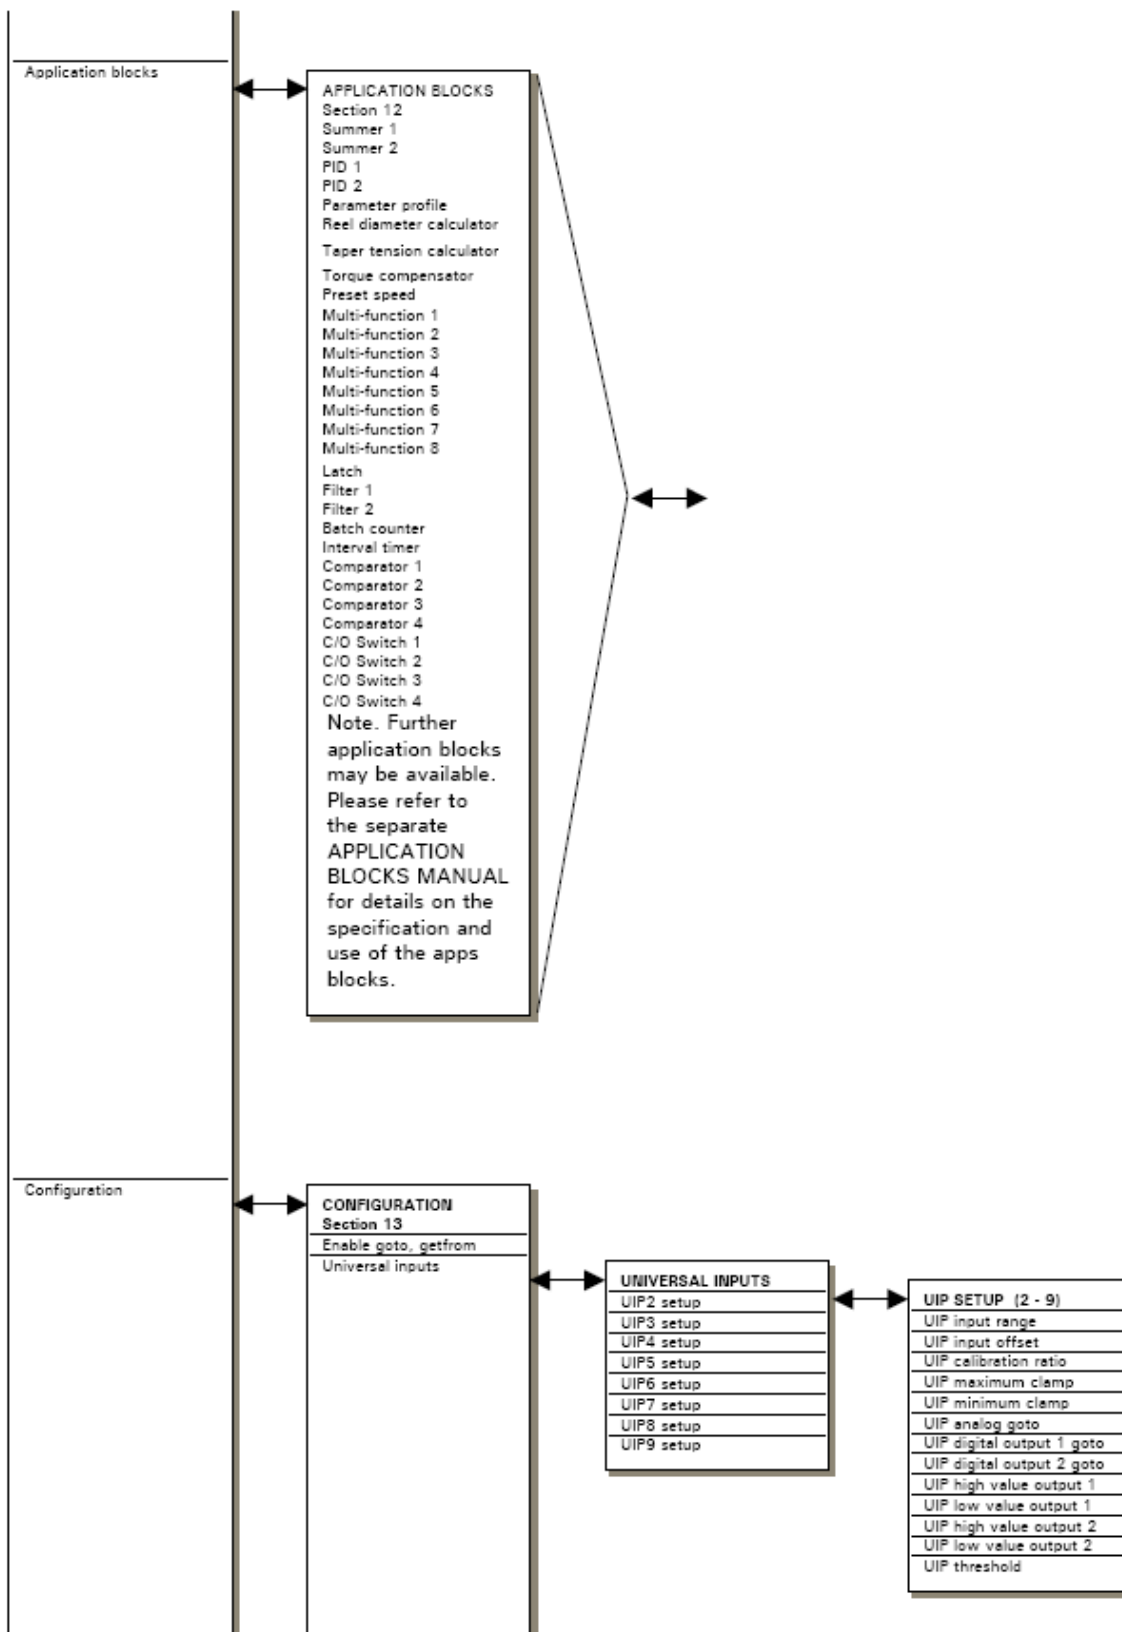 Application blocks
APPLICATION BLOCKS
Section 12
Summer 1
Summer 2
PID 1
PID 2
Parameter profile
Reel diameter calculator
Taper tension calculator
Torque compensator
Preset speed
Multi-function 1
Multi-function 2
Multi-function 3
Multi-function 4
Multi-function 5
Multi-function 6
Multi-function 7
Multi-function 8
Latch
Filter 1
Filter 2
Batch counter
Interval timer
Comparator 1
Comparator 2
Comparator 3
Comparator 4
C/O Switch 1
C/O Switch 2
C/O Switch 3
C/O Switch 4
Note. Further
application blocks
may be available.
Please refer to
the separate
APPLICATION
BLOCKS MANUAL
for details on the
specification and
use of the apps
blocks.
Configuration
CONFIGURATION
Section 13
Enable goto, getfrom
Universal inputs
UNIVERSAL INPUTS
UIP2 setup
UIP3 setup
UIP4 setup
UIP5 setup
UIP6 setup
UIP7 setup
UIP8 setup
UIP9 setup
UIP SETUP (2 - 9)
UIP input range
UIP input offset
UIP calibration ratio
UIP maximum clamp
UIP minimum clamp
UIP analog goto
UIP digital output 1 goto
UIP digital output 2 goto
UIP high value output 1
UIP low value output 1
UIP high value output 2
UIP low value output 2
UIP threshold